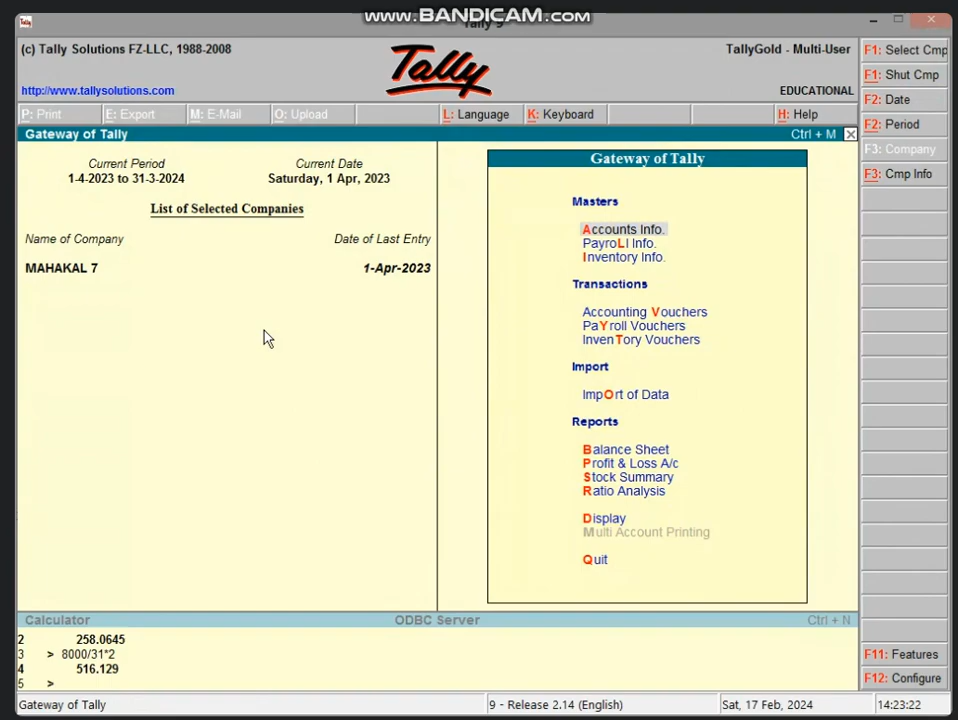 www.BANDICAM.com
Tally 9
(c) Tally Solutions FZ-LLC, 1988-2008
Tally
TallyGold - Multi-User
http://www.tallysolutions.com
EDUCATIONAL
P: Print
E: Export
M: E-Mail
O: Upload
L: Language
K: Keyboard
H: Help
Gateway of Tally
Ctrl + M
Current Period
Current Date
1-4-2023 to 31-3-2024
Saturday, 1 Apr, 2023
List of Selected Companies
Name of Company
Date of Last Entry
MAHAKAL 7
1-Apr-2023
Gateway of Tally
Masters
Accounts Info.
PayroLl Info.
Inventory Info.
Transactions
Accounting Vouchers
PaYroll Vouchers
InvenTory Vouchers
Import
ImpOrt of Data
Reports
Balance Sheet
Profit & Loss A/c
Stock Summary
Ratio Analysis
Display
Multi Account Printing
Quit
F1: Select Cmp
F1: Shut Cmp
F2: Date
F2: Period
F3: Company
F3: Cmp Info
F11: Features
F12: Configure
Calculator
ODBC Server
Ctrl + N
2 258.0645
3 > 8000/31*2
4 516.129
5 >
Gateway of Tally
9 - Release 2.14 (English)
Sat, 17 Feb, 2024
14:23:22